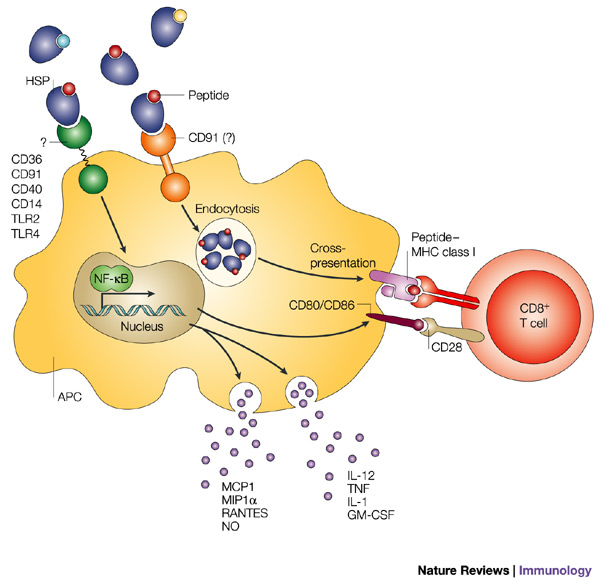 HSP
Peptide
?
CD91 (?)
CD36
CD91
CD40
CD14
TLR2
TLR4
Endocytosis
Cross-
presentation
Peptide–
MHC class I
NF-κB
Nucleus
CD80/CD86
CD8+
T cell
CD28
APC
MCP1
MIP1α
RANTES
NO
IL-12
TNF
IL-1
GM-CSF
Nature Reviews | Immunology